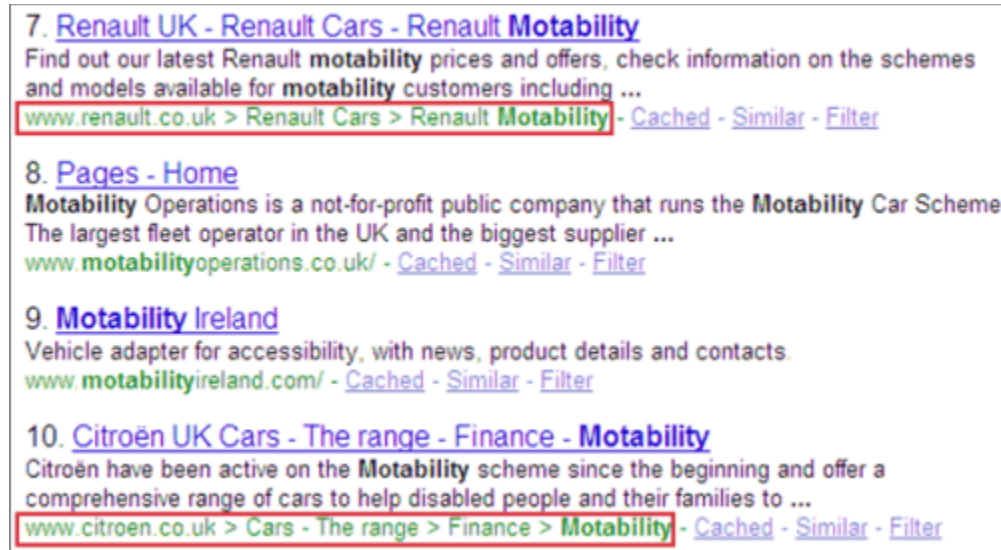 7. Renault UK - Renault Cars - Renault Motability
Find out our latest Renault motability prices and offers, check information on the schemes
and models available for motability customers including ...
www.renault.co.uk > Renault Cars > Renault Motability - Cached - Similar - Filter
8. Pages - Home
Motability Operations is a not-for-profit public company that runs the Motability Car Scheme
The largest fleet operator in the UK and the biggest supplier ...
www.motabilityoperations.co.uk/ - Cached - Similar - Filter
9. Motability Ireland
Vehicle adapter for accessibility, with news, product details and contacts.
www.motabilityireland.com/ - Cached - Similar - Filter
10. Citroën UK Cars - The range - Finance - Motability
Citroën have been active on the Motability scheme since the beginning and offer a
comprehensive range of cars to help disabled people and their families to ...
www.citroen.co.uk > Cars - The range > Finance > Motability - Cached - Similar - Filter